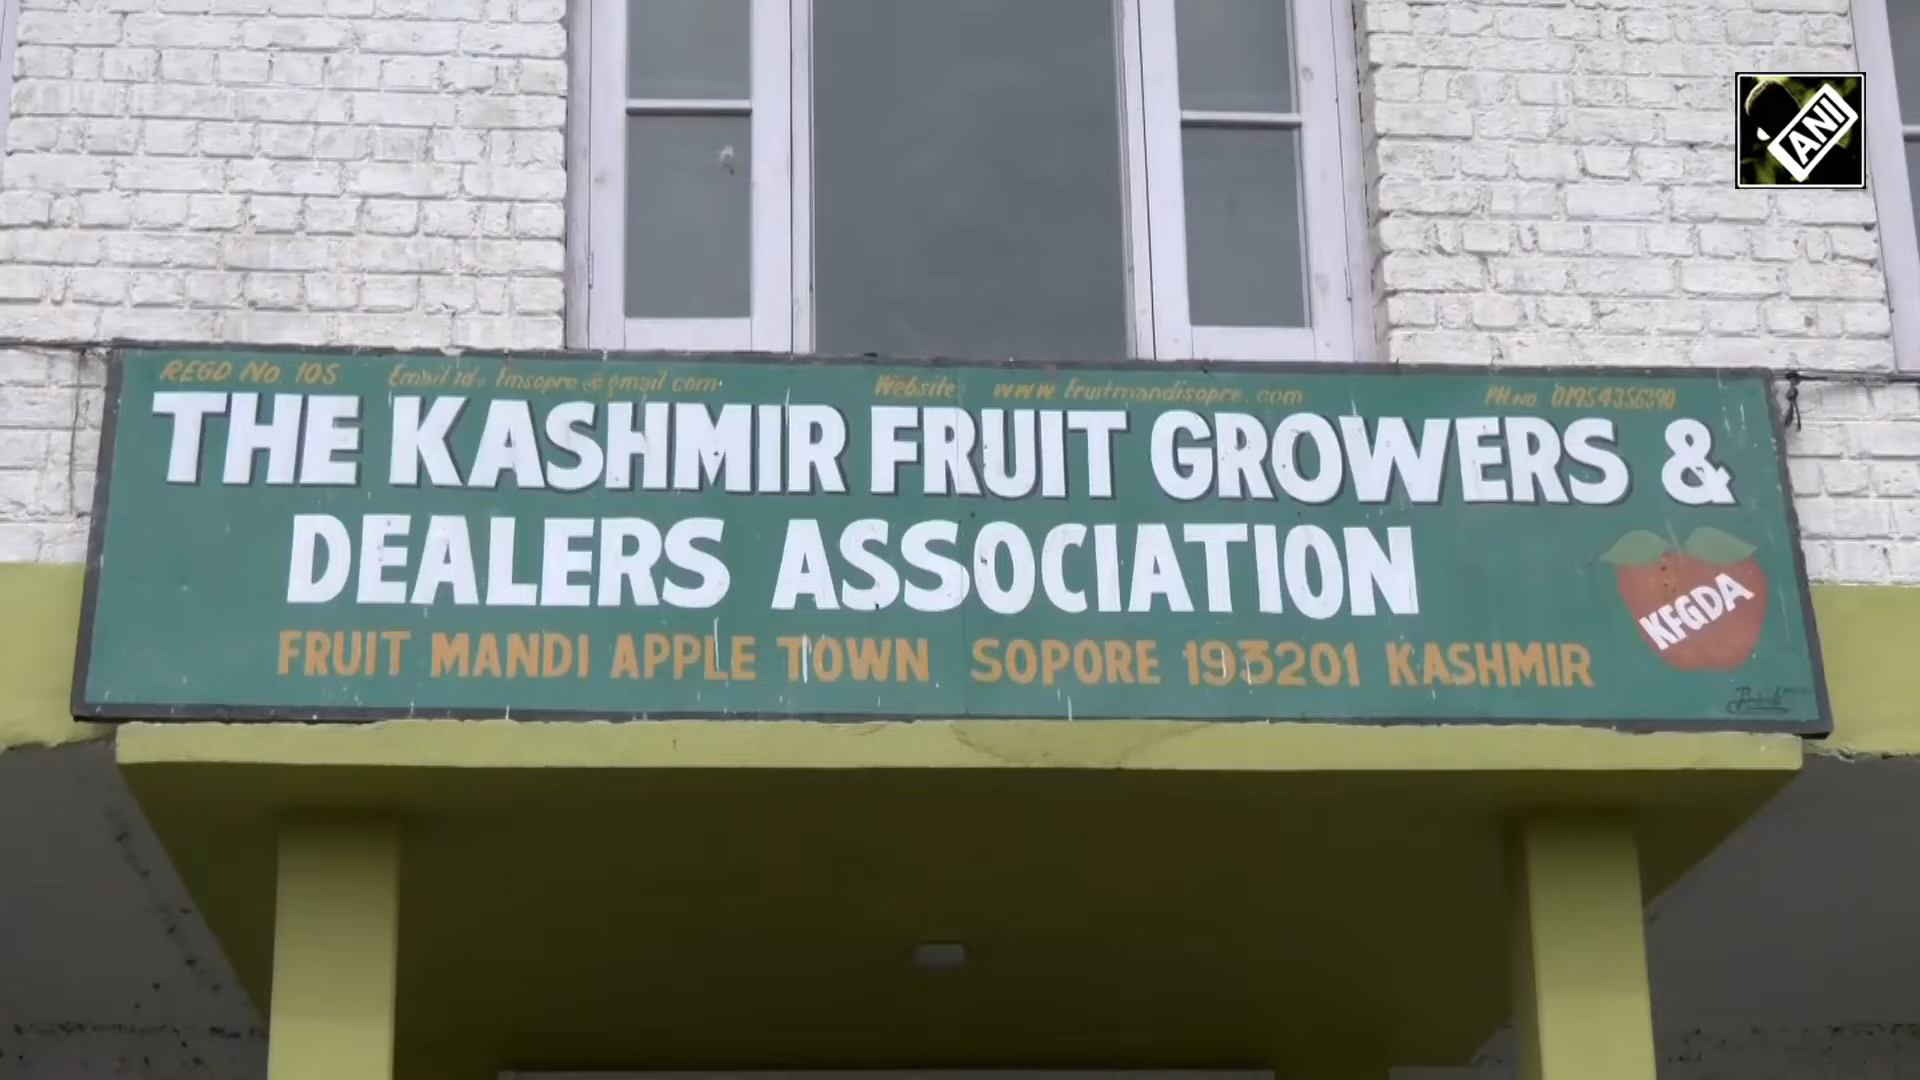 ANI
REGD No. 105 Email id: fmsopre@gmail.com Website: www.fruitmandisopre.com PH no 01954356390
THE KASHMIR FRUIT GROWERS &
DEALERS ASSOCIATION
KFGDA
FRUIT MANDI APPLE TOWN SOPORE 193201 KASHMIR